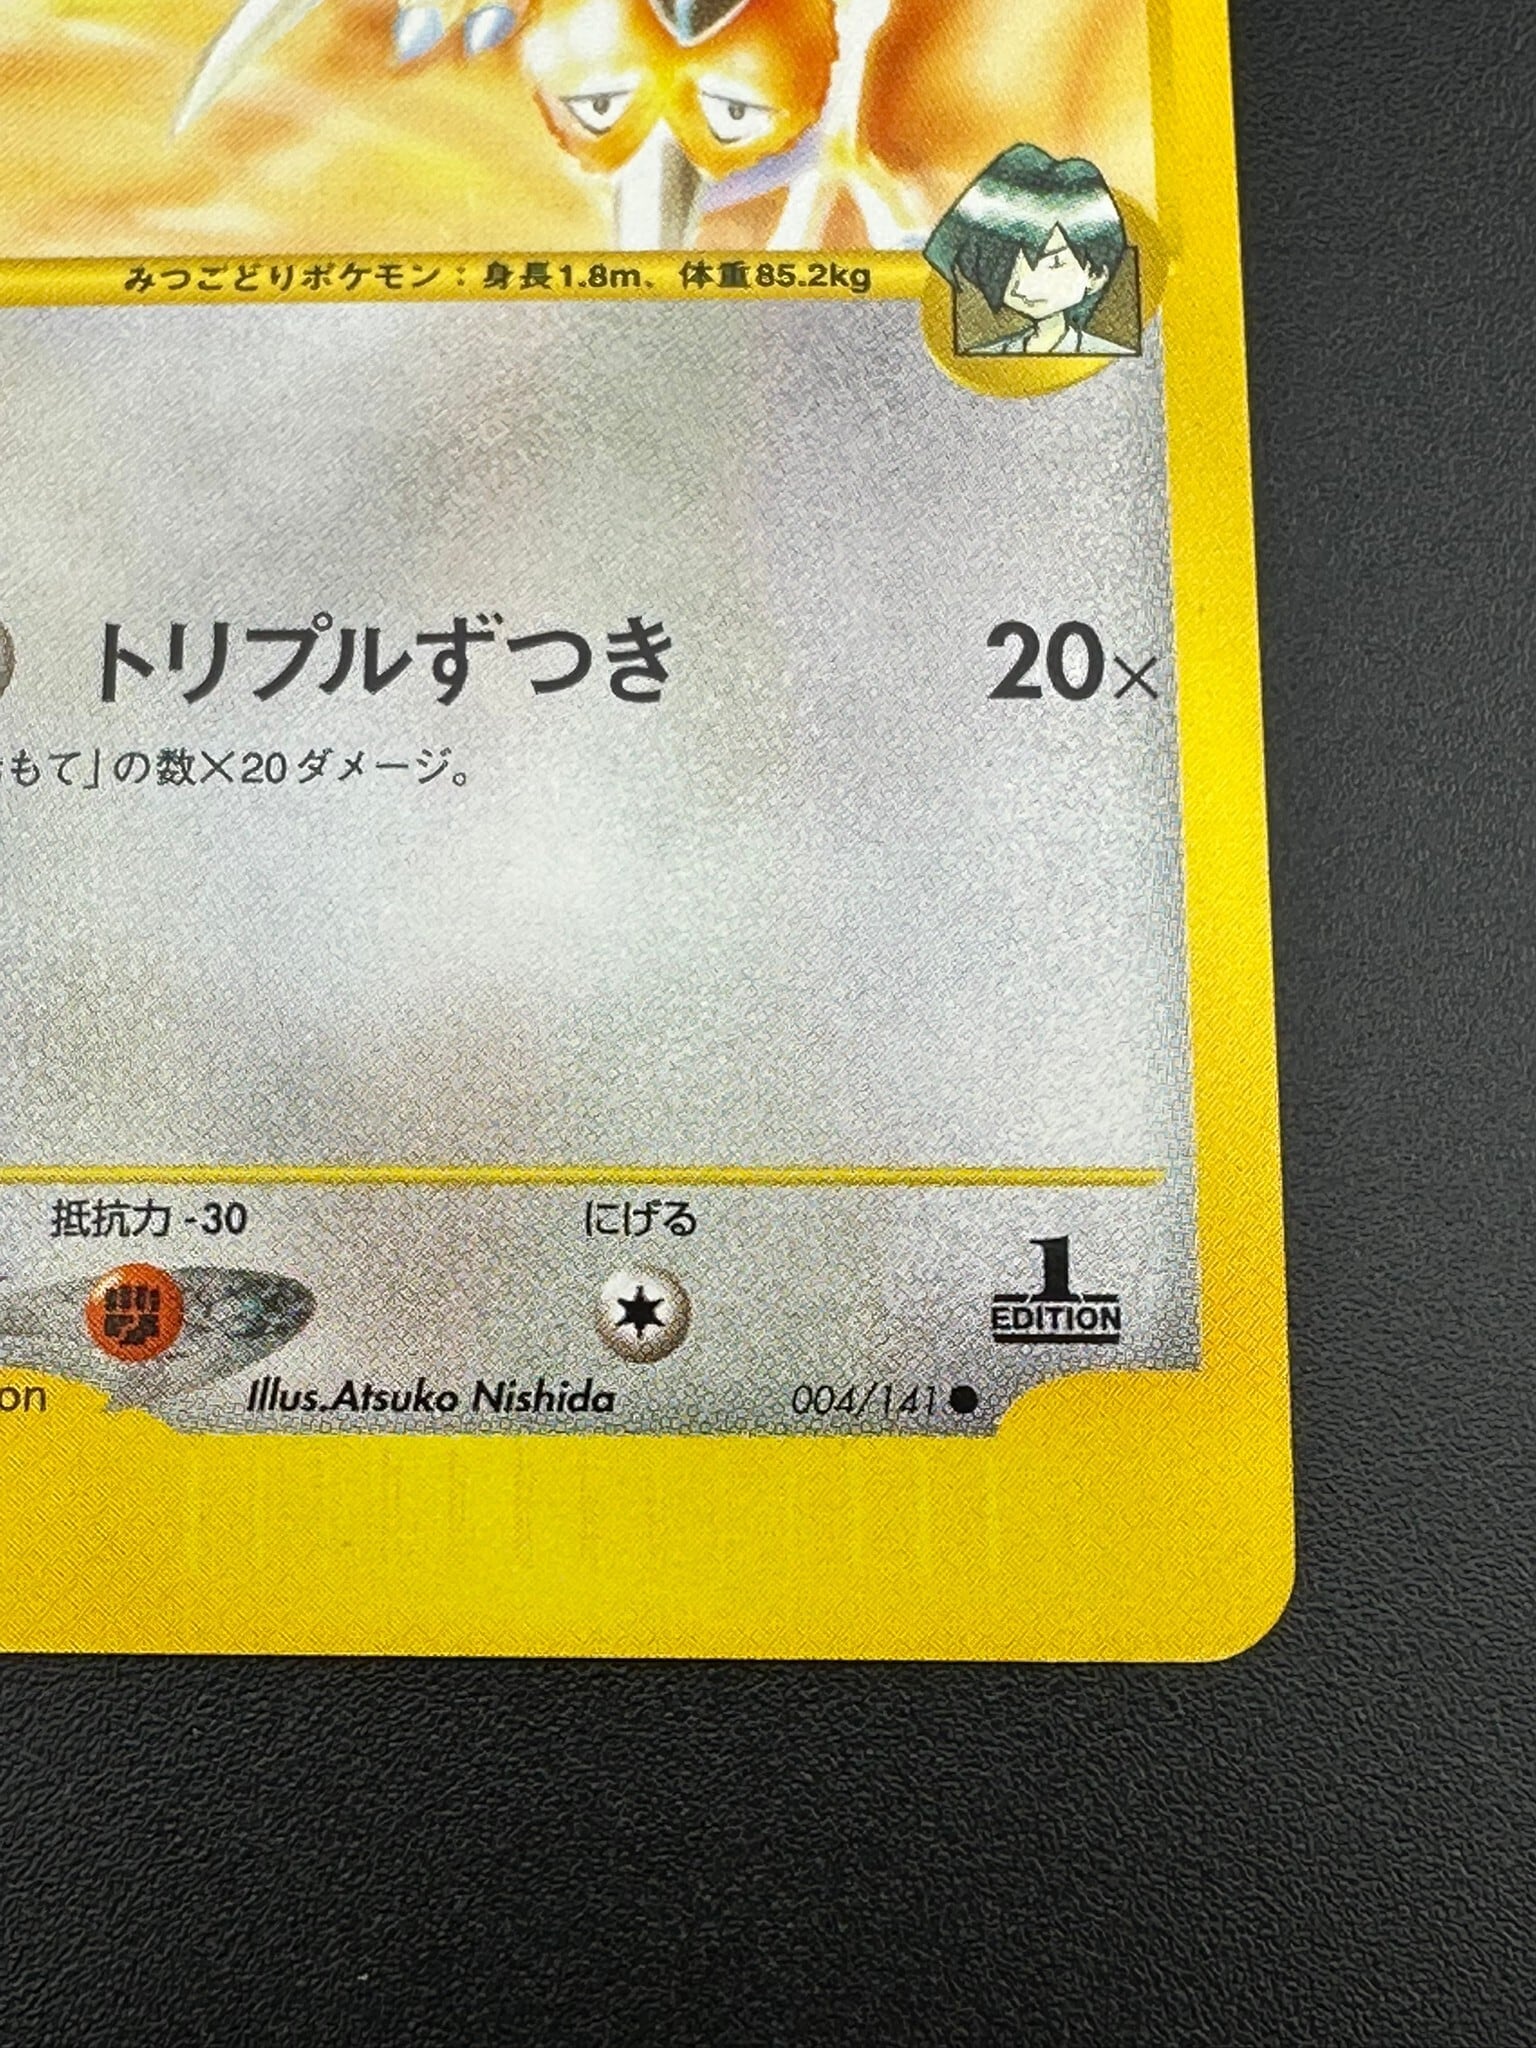 みつごどりポケモン：身長1.8m、体重85.2kg
トリプルずつき 20×
もて」の数×20ダメージ。
抵抗力-30 にげる
1
EDITION
on Illus.Atsuko Nishida 004/141●